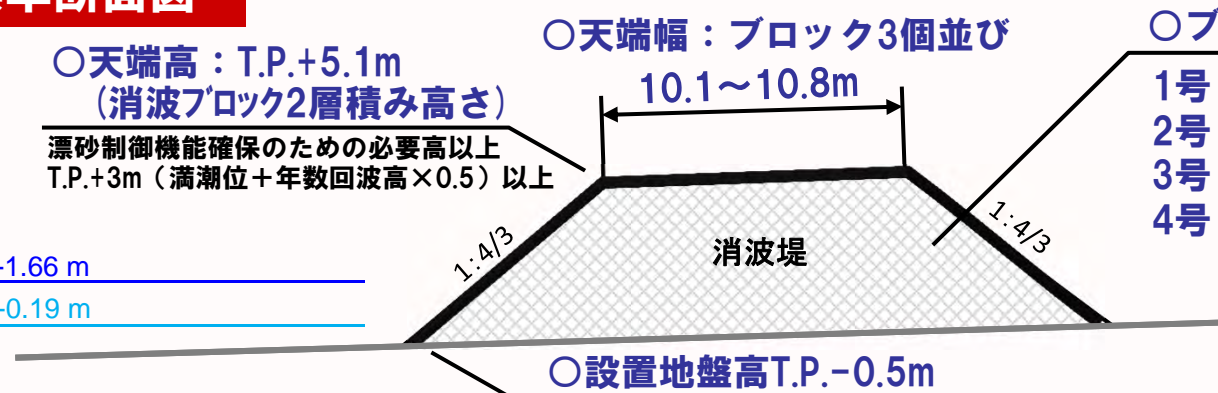 準断面図
○天端高：T.P.+5.1m
（消波ブロック2層積み高さ）
漂砂制御機能確保のための必要高以上
T.P.+3m（満潮位＋年数回波高×0.5）以上
○天端幅：ブロック3個並び
10.1～10.8m
○ブ
1号
2号
3号
4号
1:4/3
消波堤
1:4/3
1.66 m
0.19 m
○設置地盤高T.P.-0.5m